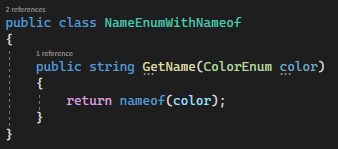 2 references
public class NameEnumWithNameof
{
1 reference
public string GetName(ColorEnum color)
{
return nameof(color);
}
}